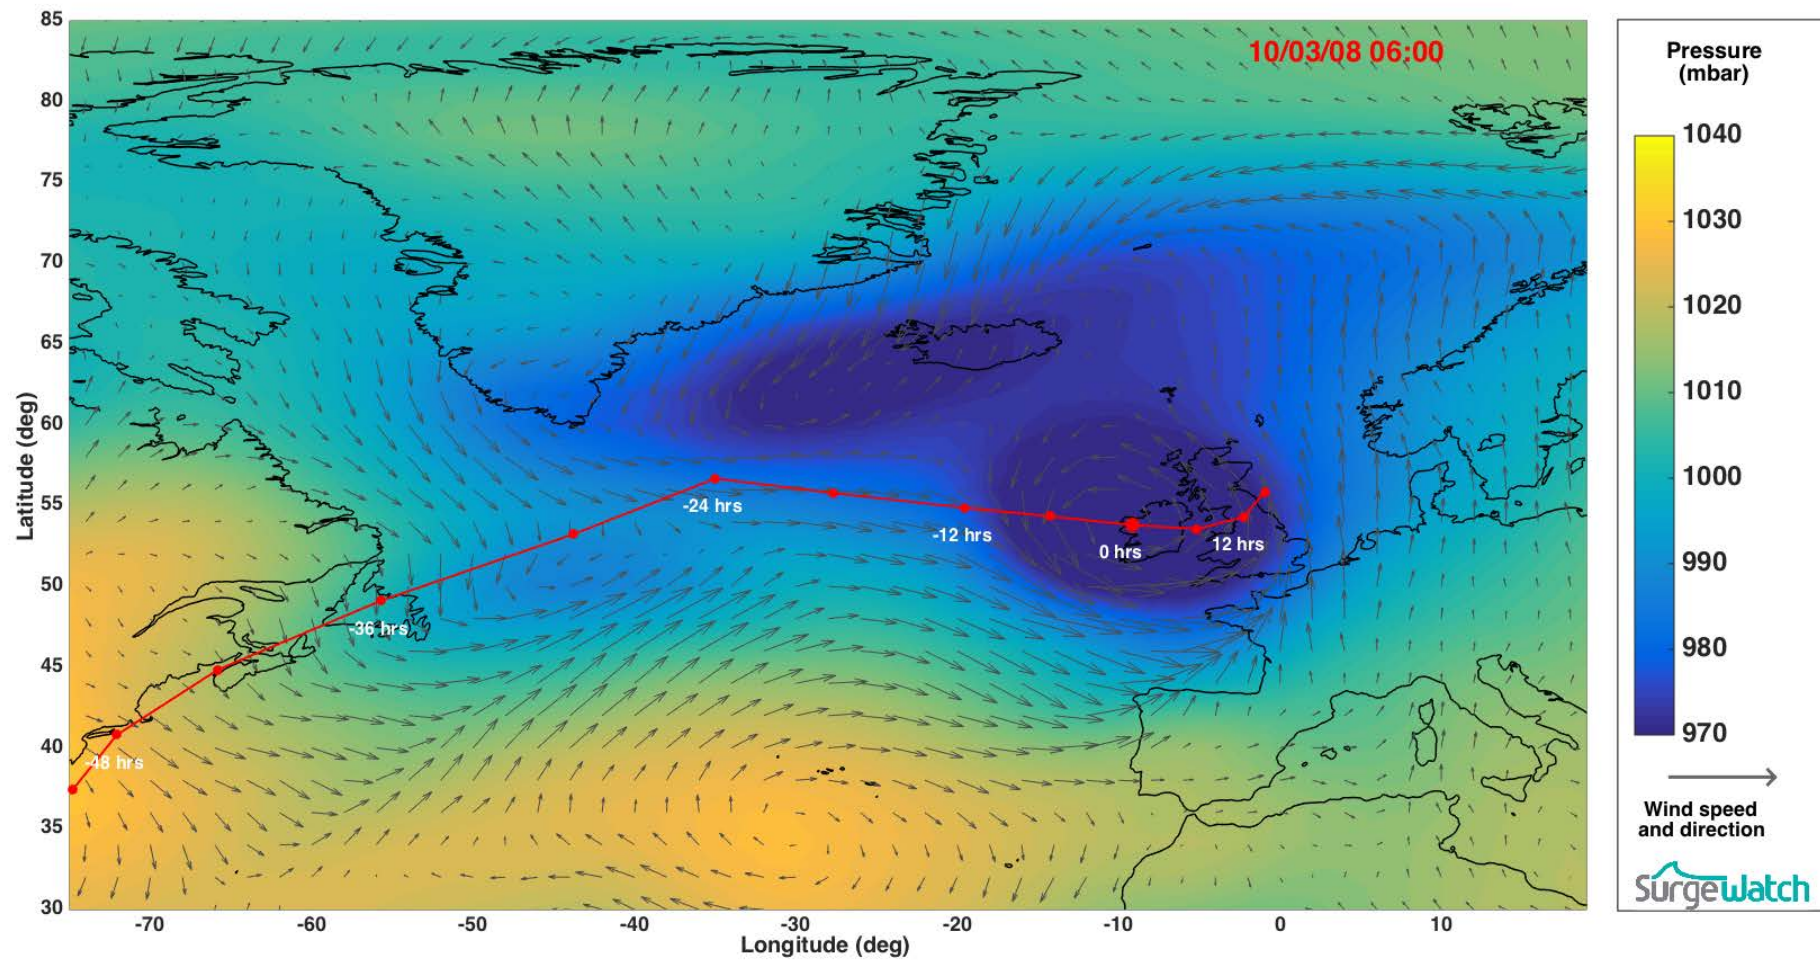 10/03/08 06:00
85
80
75
70
65
60
55
50
45
40
35
30
Latitude (deg)
-24 hrs
-12 hrs
0 hrs
12 hrs
-36 hrs
-48 hrs
-70
-60
-50
-40
-30
-20
-10
0
10
Longitude (deg)
Pressure
(mbar)
1040
1030
1020
1010
1000
990
980
970
Wind speed
and direction
SurgeWatch